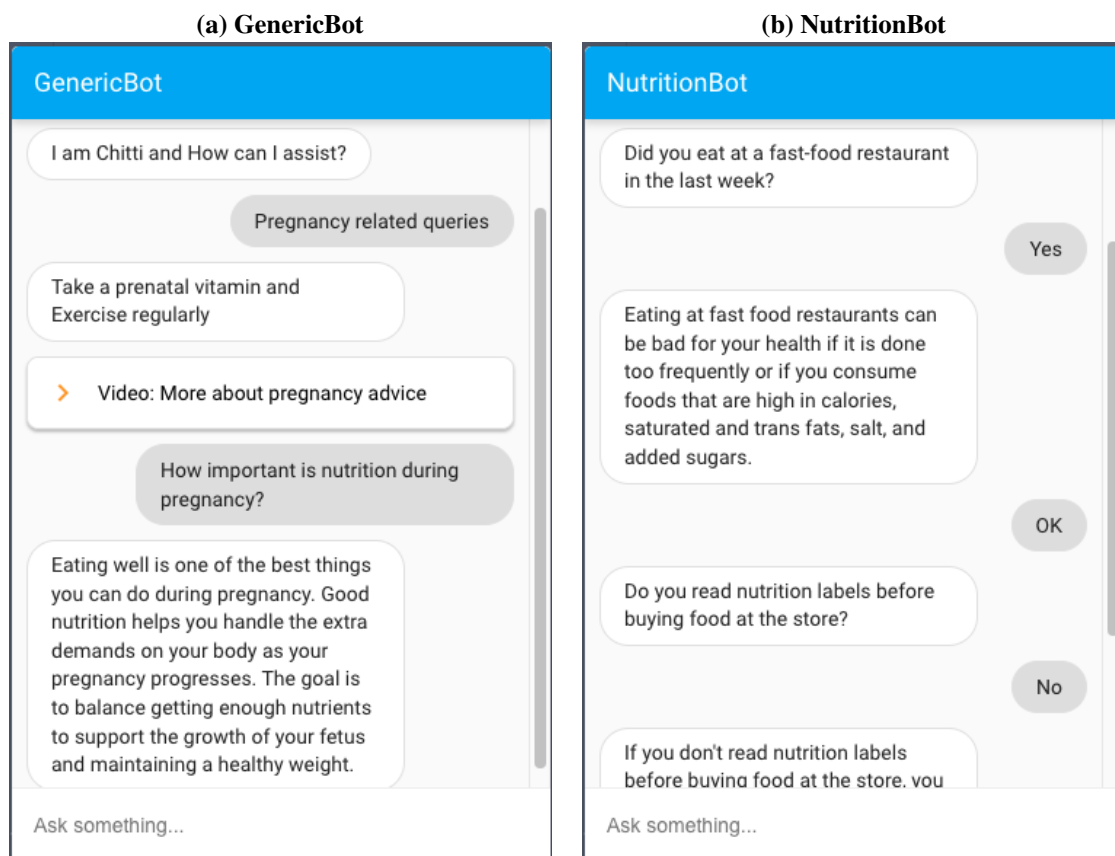 (a) GenericBot
GenericBot
I am Chitti and How can I assist?
Pregnancy related queries
Take a prenatal vitamin and
Exercise regularly
Video: More about pregnancy advice
How important is nutrition during
pregnancy?
Eating well is one of the best things
you can do during pregnancy. Good
nutrition helps you handle the extra
demands on your body as your
pregnancy progresses. The goal is
to balance getting enough nutrients
to support the growth of your fetus
and maintaining a healthy weight.
Ask something...
(b) NutritionBot
NutritionBot
Did you eat at a fast-food restaurant
in the last week?
Yes
Eating at fast food restaurants can
be bad for your health if it is done
too frequently or if you consume
foods that are high in calories,
saturated and trans fats, salt, and
added sugars.
OK
Do you read nutrition labels before
buying food at the store?
No
If you don't read nutrition labels
before buying food at the store, you
Ask something...